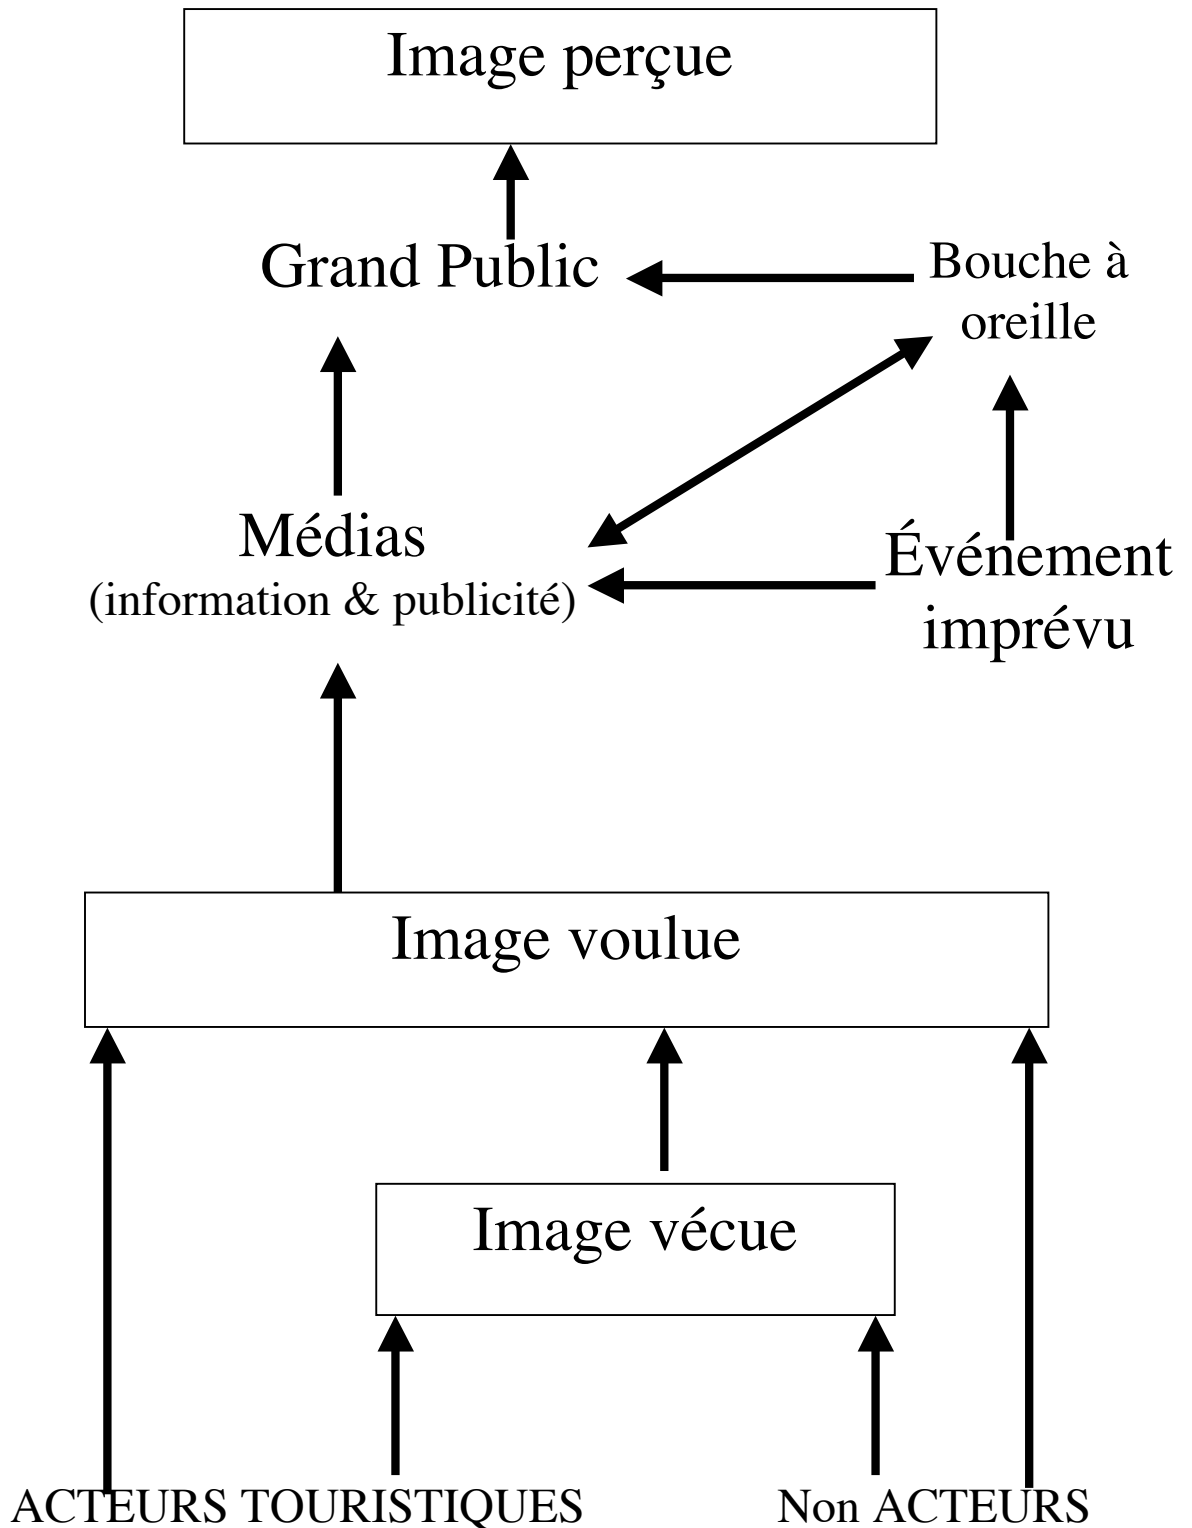 Image perçue
Grand Public
Bouche à
oreille
Médias
(information & publicité)
Événement
imprévu
Image voulue
Image vécue
ACTEURS TOURISTIQUES
Non ACTEURS